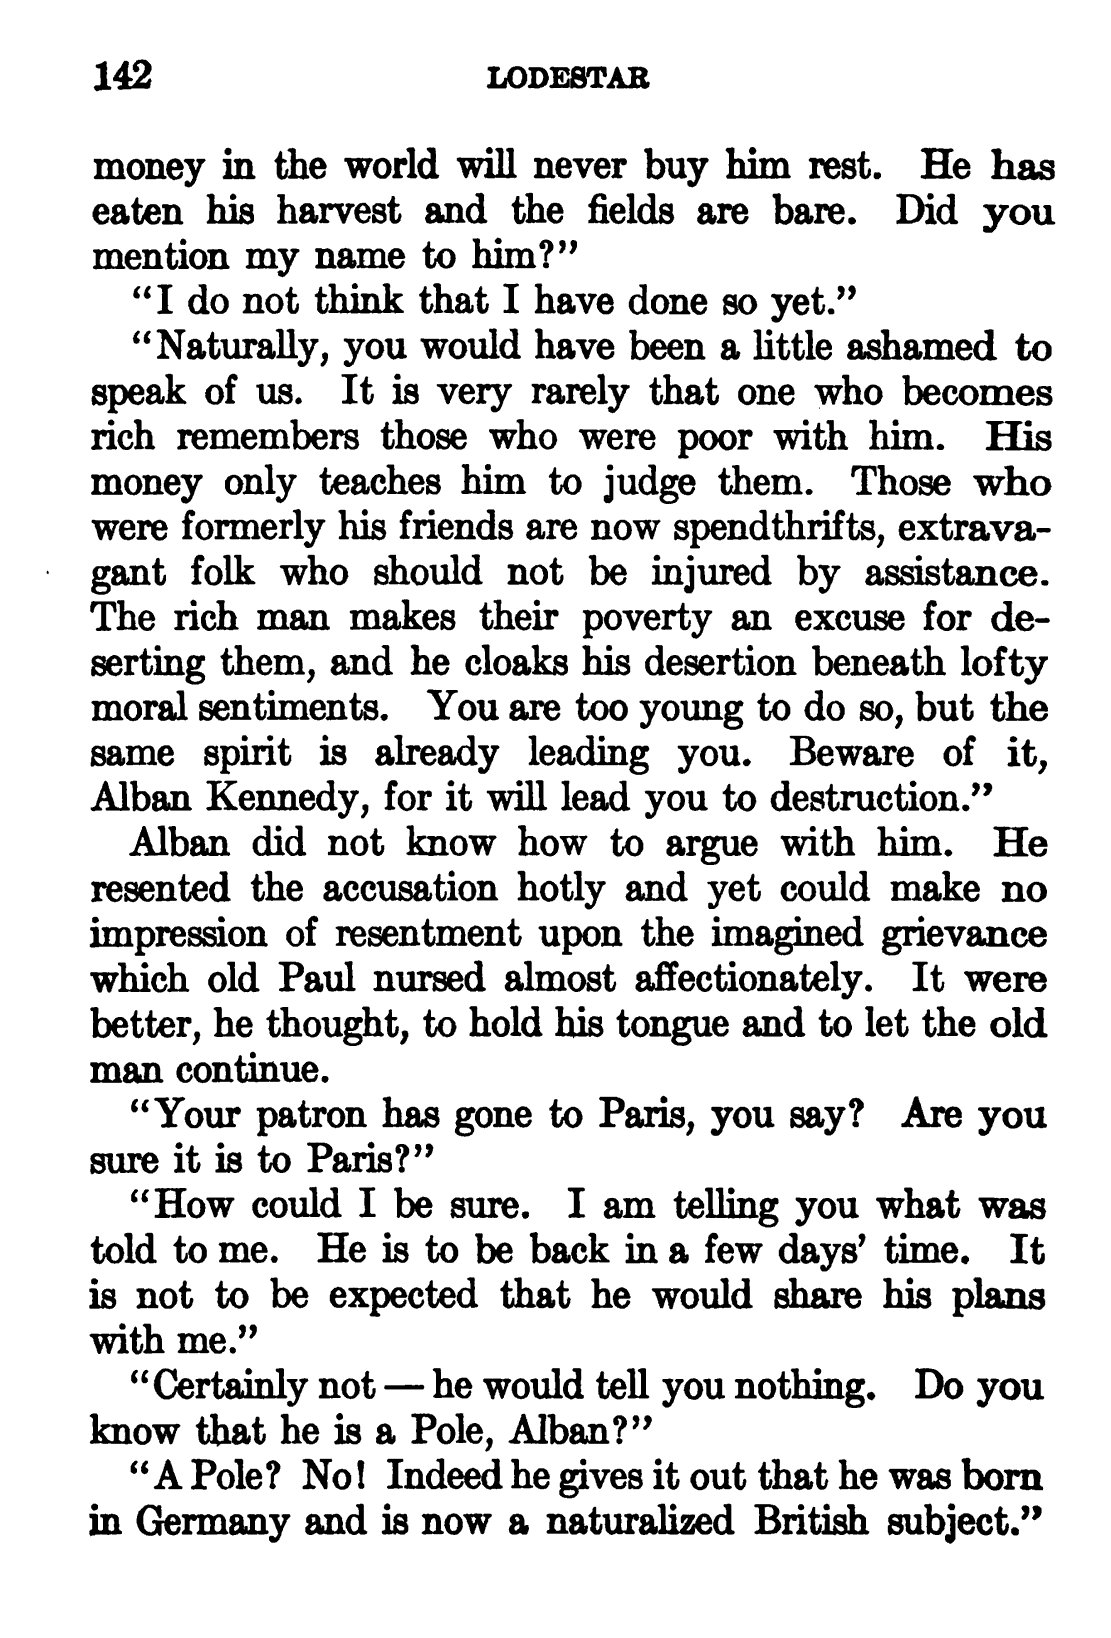 142 LODESTAR
money in the world will never buy him rest. He has
eaten his harvest and the fields are bare. Did you
mention my name to him?”
“I do not think that I have done so yet.”
“Naturally, you would have been a little ashamed to
speak of us. It is very rarely that one who becomes
rich remembers those who were poor with him. His
money only teaches him to judge them. Those who
were formerly his friends are now spendthrifts, extrava-
gant folk who should not be injured by assistance.
The rich man makes their poverty an excuse for de-
serting them, and he cloaks his desertion beneath lofty
moral sentiments. You are too young to do so, but the
same spirit is already leading you. Beware of it,
Alban Kennedy, for it will lead you to destruction.”
Alban did not know how to argue with him. He
resented the accusation hotly and yet could make no
impression of resentment upon the imagined grievance
which old Paul nursed almost affectionately. It were
better, he thought, to hold his tongue and to let the old
man continue.
“Your patron has gone to Paris, you say? Are you
sure it is to Paris?”
“How could I be sure. I am telling you what was
told to me. He is to be back in a few days’ time. It
is not to be expected that he would share his plans
with me.”
“Certainly not — he would tell you nothing. Do you
know that he is a Pole, Alban?”
“A Pole? No! Indeed he gives it out that he was born
in Germany and is now a naturalized British subject.”